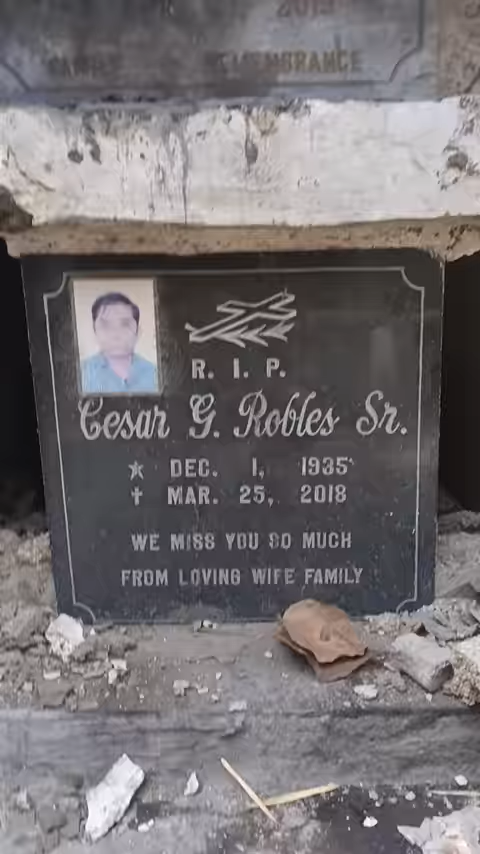 2019
REMEMBRANCE
R. I. P.
Cesar G. Robles Sr.
★ DEC. 1, 1935
✝ MAR. 25, 2018
WE MISS YOU SO MUCH
FROM LOVING WIFE FAMILY